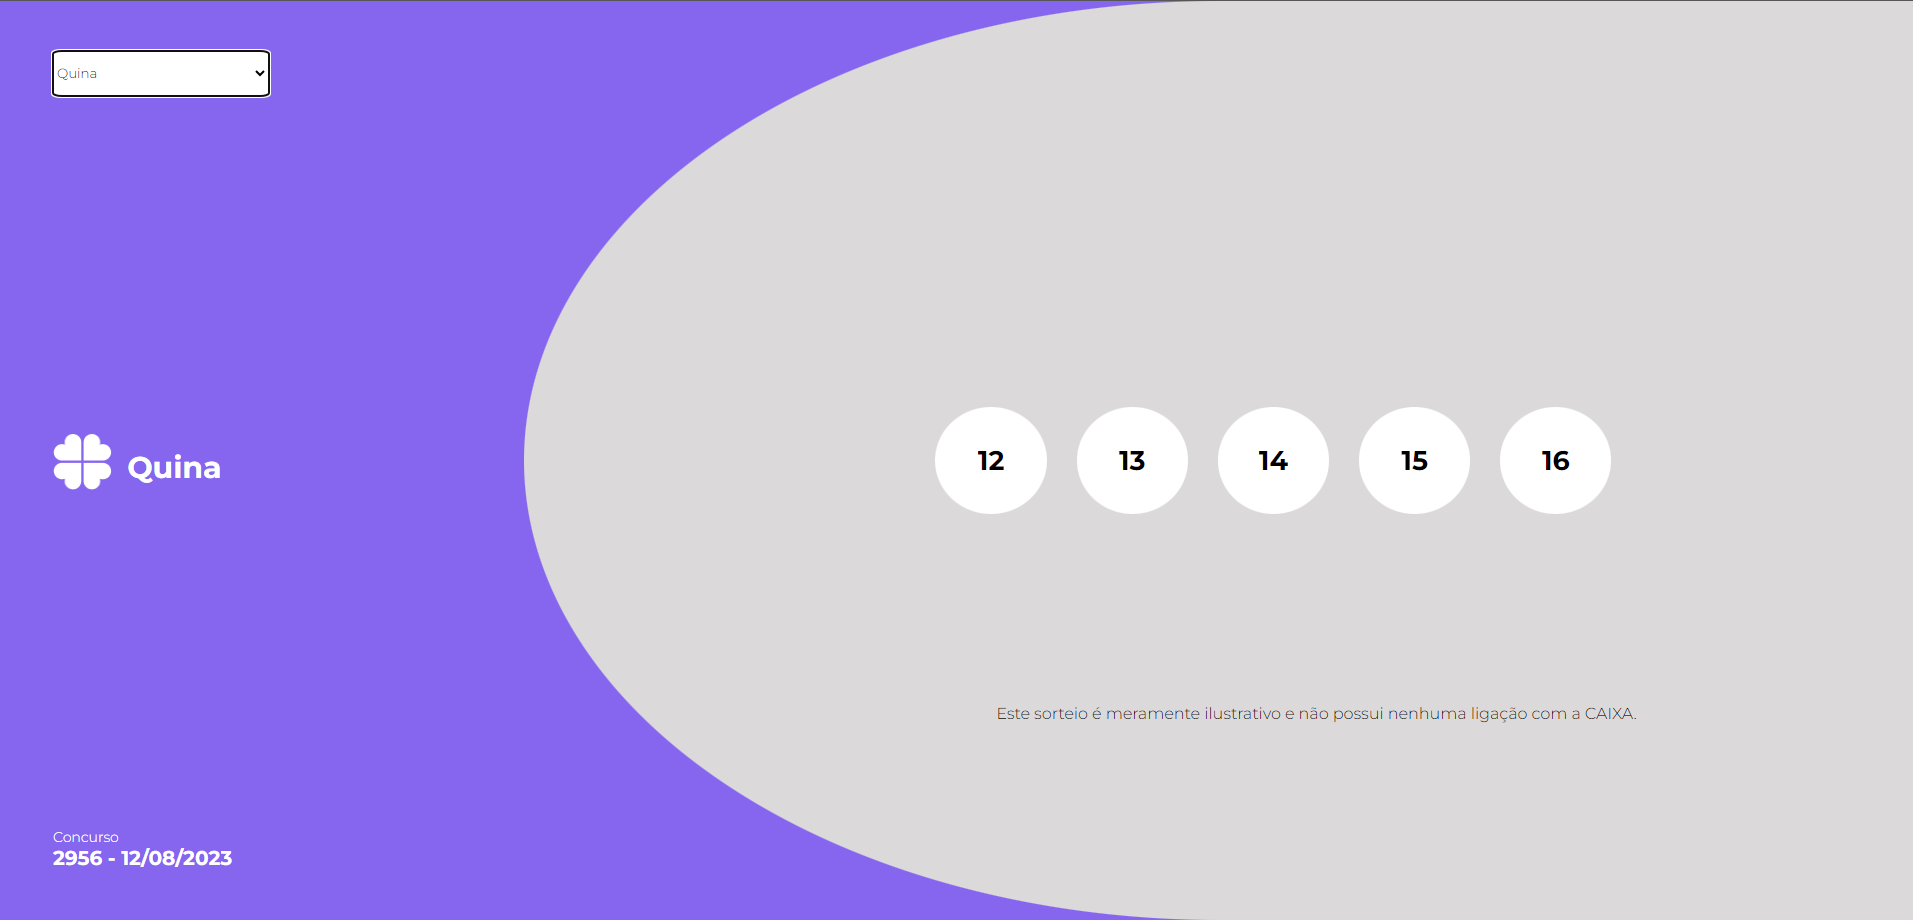 Quina
Quina
12
13
14
15
16
Este sorteio é meramente ilustrativo e não possui nenhuma ligação com a CAIXA.
Concurso
2956 - 12/08/2023